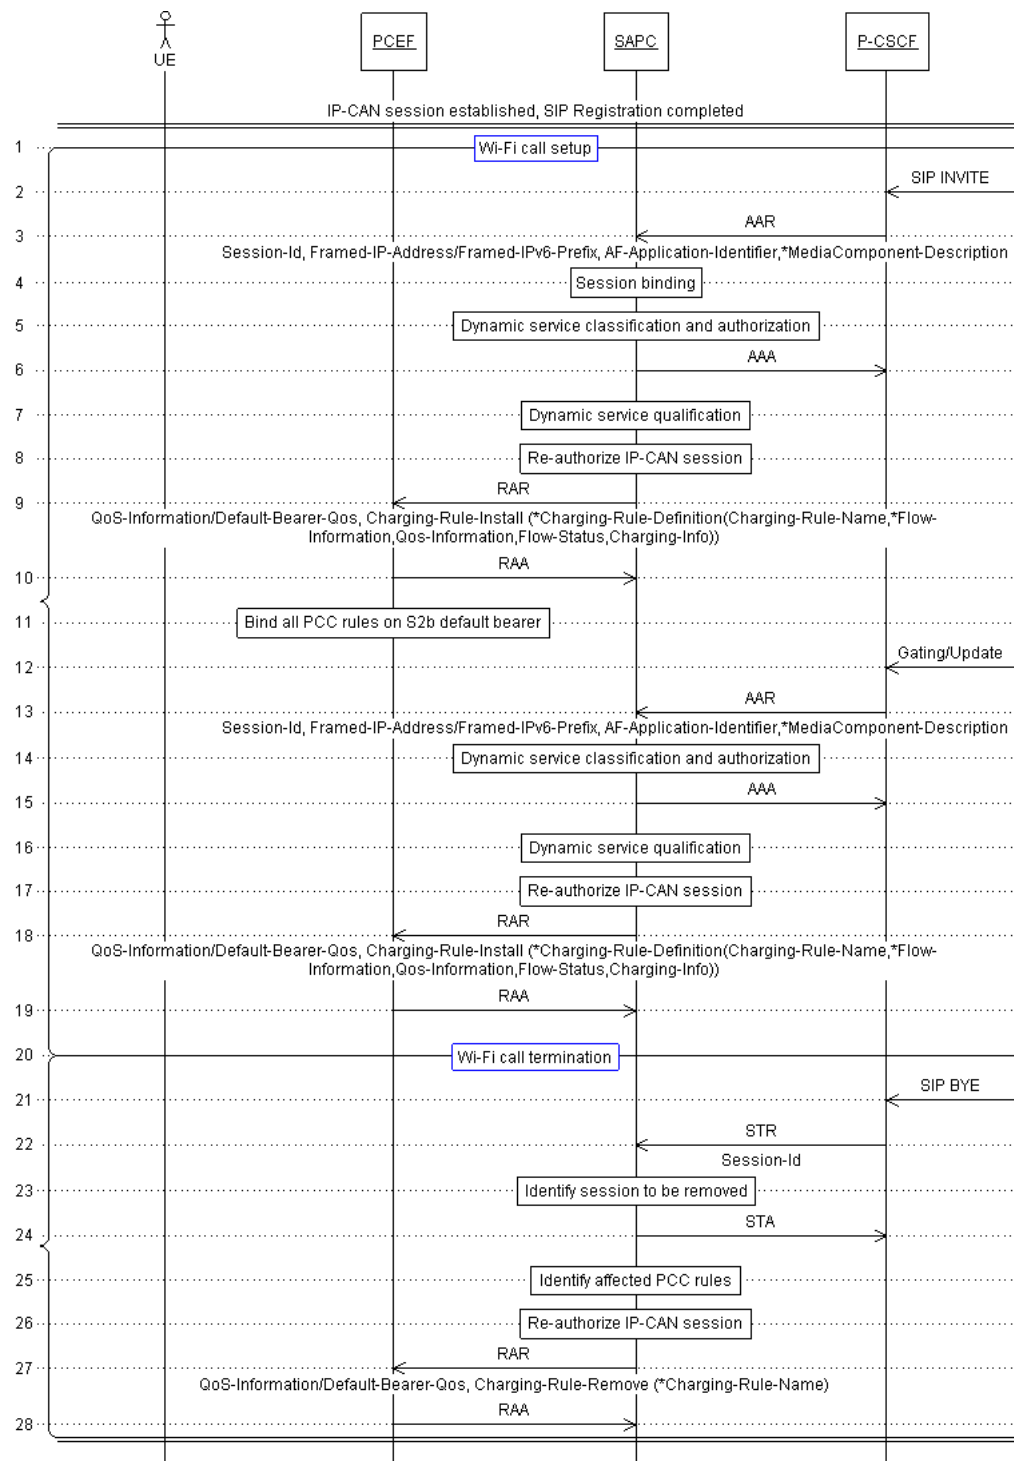 UE
PCEF
SAPC
P-CSCF
IP-CAN session established, SIP Registration completed
1
Wi-Fi call setup
2
SIP INVITE
3
AAR
Session-Id, Framed-IP-Address/Framed-IPv6-Prefix, AF-Application-Identifier,*MediaComponent-Description
4
Session binding
5
Dynamic service classification and authorization
6
AAA
7
Dynamic service qualification
8
Re-authorize IP-CAN session
9
RAR
QoS-Information/Default-Bearer-Qos, Charging-Rule-Install (*Charging-Rule-Definition(Charging-Rule-Name,*Flow-
Information,Qos-Information,Flow-Status,Charging-Info))
10
RAA
11
Bind all PCC rules on S2b default bearer
12
Gating/Update
13
AAR
Session-Id, Framed-IP-Address/Framed-IPv6-Prefix, AF-Application-Identifier,*MediaComponent-Description
14
Dynamic service classification and authorization
15
AAA
16
Dynamic service qualification
17
Re-authorize IP-CAN session
18
RAR
QoS-Information/Default-Bearer-Qos, Charging-Rule-Install (*Charging-Rule-Definition(Charging-Rule-Name,*Flow-
Information,Qos-Information,Flow-Status,Charging-Info))
19
RAA
20
Wi-Fi call termination
21
SIP BYE
22
STR
Session-Id
23
Identify session to be removed
24
STA
25
Identify affected PCC rules
26
Re-authorize IP-CAN session
27
RAR
QoS-Information/Default-Bearer-Qos, Charging-Rule-Remove (*Charging-Rule-Name)
28
RAA